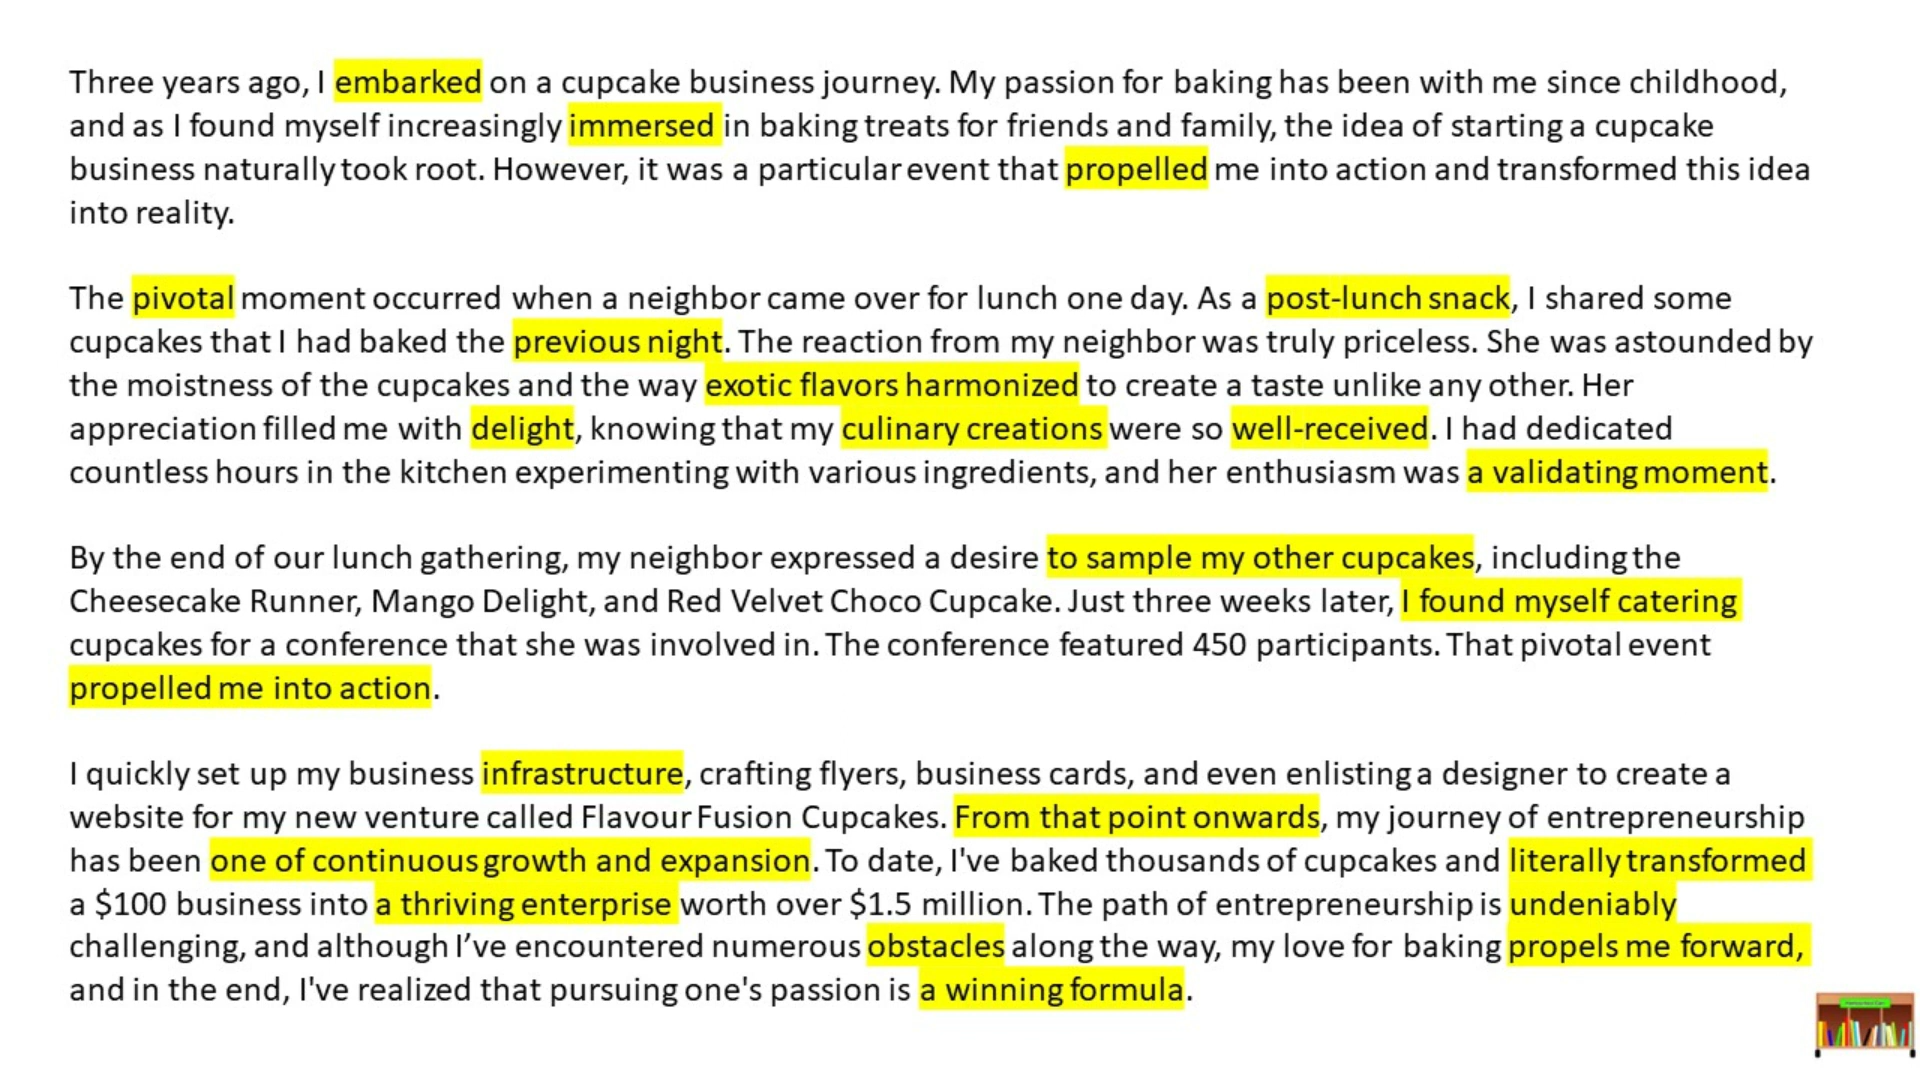 Three years ago, I embarked on a cupcake business journey. My passion for baking has been with me since childhood,
and as I found myself increasingly immersed in baking treats for friends and family, the idea of starting a cupcake
business naturally took root. However, it was a particular event that propelled me into action and transformed this idea
into reality.
The pivotal moment occurred when a neighbor came over for lunch one day. As a post-lunch snack, I shared some
cupcakes that I had baked the previous night. The reaction from my neighbor was truly priceless. She was astounded by
the moistness of the cupcakes and the way exotic flavors harmonized to create a taste unlike any other. Her
appreciation filled me with delight, knowing that my culinary creations were so well-received. I had dedicated
countless hours in the kitchen experimenting with various ingredients, and her enthusiasm was a validating moment.
By the end of our lunch gathering, my neighbor expressed a desire to sample my other cupcakes, including the
Cheesecake Runner, Mango Delight, and Red Velvet Choco Cupcake. Just three weeks later, I found myself catering
cupcakes for a conference that she was involved in. The conference featured 450 participants. That pivotal event
propelled me into action.
I quickly set up my business infrastructure, crafting flyers, business cards, and even enlisting a designer to create a
website for my new venture called Flavour Fusion Cupcakes. From that point onwards, my journey of entrepreneurship
has been one of continuous growth and expansion. To date, I've baked thousands of cupcakes and literally transformed
a $100 business into a thriving enterprise worth over $1.5 million. The path of entrepreneurship is undeniably
challenging, and although I’ve encountered numerous obstacles along the way, my love for baking propels me forward,
and in the end, I've realized that pursuing one's passion is a winning formula.